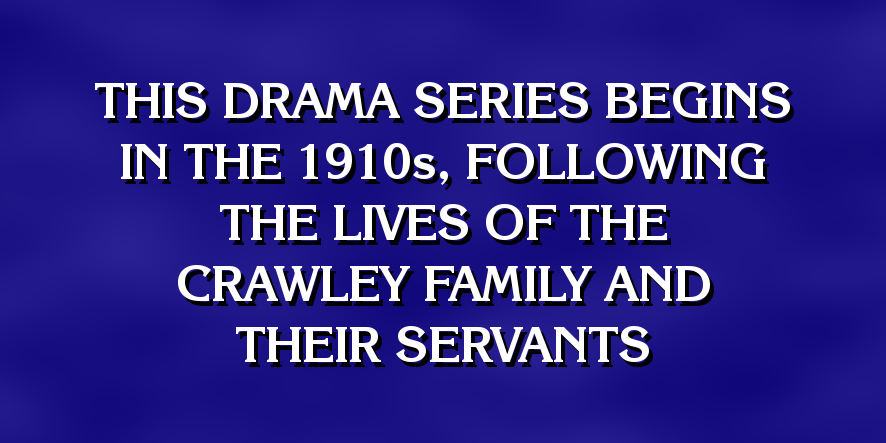 THIS DRAMA SERIES BEGINS
IN THE 1910s, FOLLOWING
THE LIVES OF THE
CRAWLEY FAMILY AND
THEIR SERVANTS